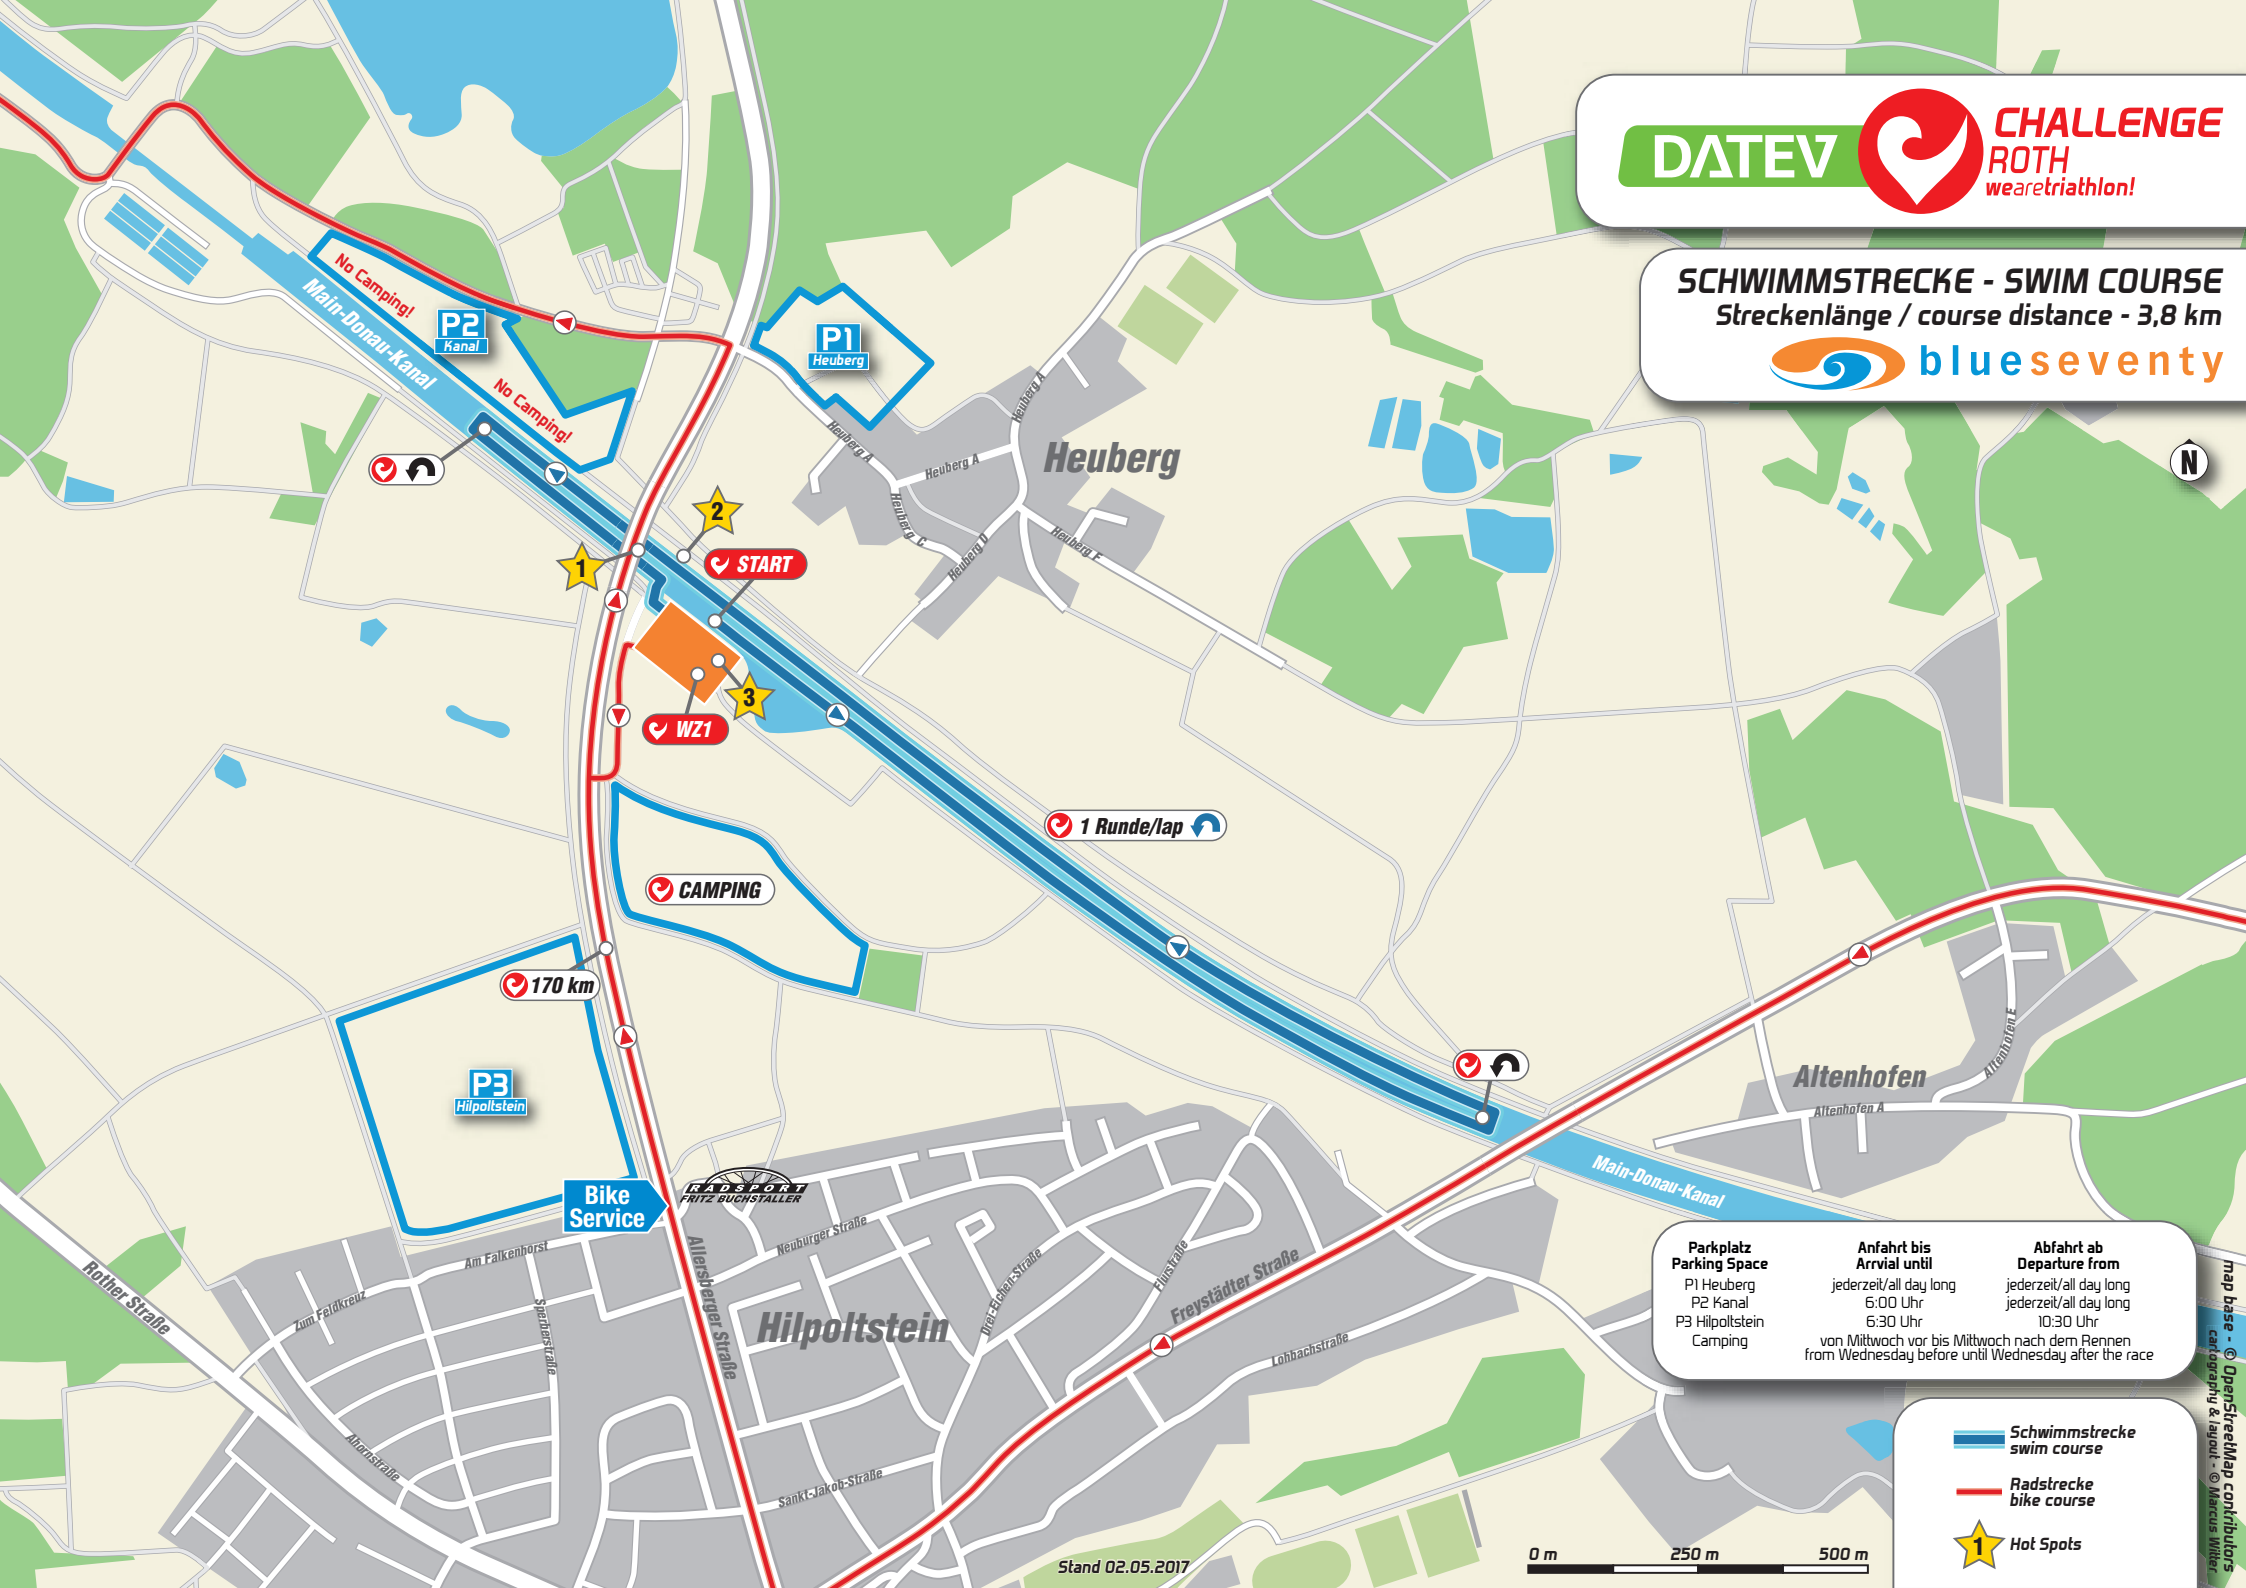 DATEV
CHALLENGE
ROTH
wearetriathlon!
SCHWIMMSTRECKE - SWIM COURSE
Streckenlänge / course distance - 3,8 km
blueseventy
N
No Camping!
P2
Kanal
Main-Donau-Kanal
No Camping!
P1
Heuberg
Heuberg A
Heuberg A
Heuberg A
Heuberg
Heuberg C
Heuberg D
Heuberg F
2
1
START
3
WZ1
1 Runde/lap
CAMPING
170 km
P3
Hilpoltstein
Bike
Service
RADSPORT
FRITZ BUCHSTALLER
Altenhofen
Altenhofen E
Altenhofen A
Main-Donau-Kanal
Rother Straße
Am Falkenhorst
Zum Feldkreuz
Sperberstraße
Ahornstraße
Allersberger Straße
Neuburger Straße
Hilpoltstein
Drei-Eichen-Straße
Flurstraße
Freystädter Straße
Lohbachstraße
Sankt-Jakob-Straße
Parkplatz Anfahrt bis Abfahrt ab
Parking Space Arrvial until Departure from
P1 Heuberg jederzeit/all day long jederzeit/all day long
P2 Kanal 6:00 Uhr jederzeit/all day long
P3 Hilpoltstein 6:30 Uhr 10:30 Uhr
Camping von Mittwoch vor bis Mittwoch nach dem Rennen
from Wednesday before until Wednesday after the race
Schwimmstrecke
swim course
Radstrecke
bike course
1 Hot Spots
0 m 250 m 500 m
Stand 02.05.2017
map base - © OpenStreetMap contributors
cartography & layout - © Marcus Witter